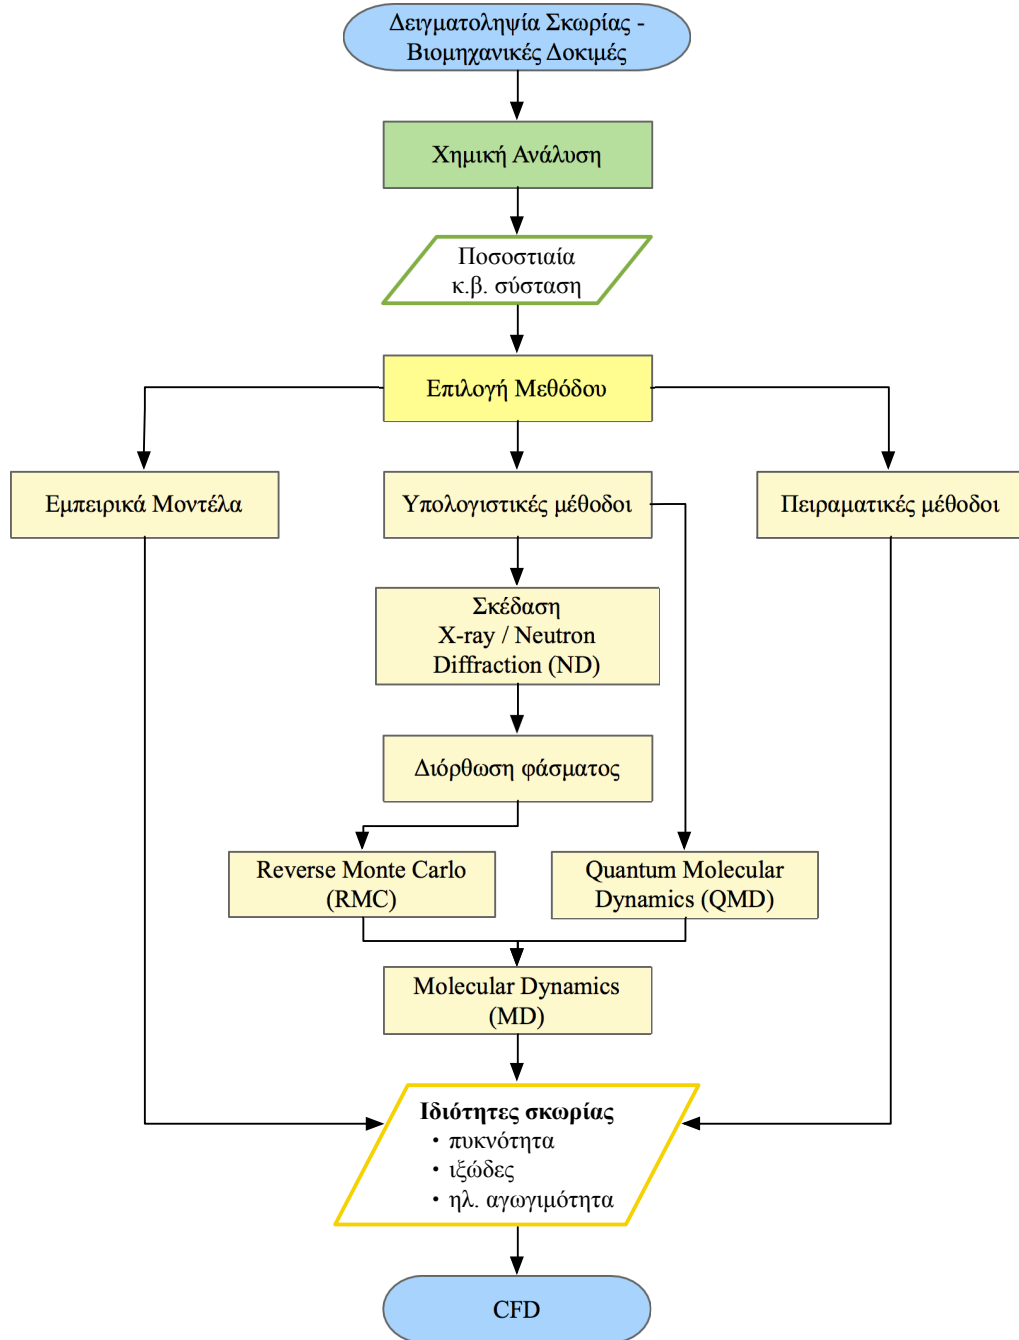 Δειγματοληψία Σκωρίας -
Βιομηχανικές Δοκιμές
Χημική Ανάλυση
Ποσοστιαία
κ.β. σύσταση
Επιλογή Μεθόδου
Εμπειρικά Μοντέλα
Υπολογιστικές μέθοδοι
Πειραματικές μέθοδοι
Σκέδαση
X-ray / Neutron
Diffraction (ND)
Διόρθωση φάσματος
Reverse Monte Carlo
(RMC)
Quantum Molecular
Dynamics (QMD)
Molecular Dynamics
(MD)
Ιδιότητες σκωρίας
• πυκνότητα
• ιξώδες
• ηλ. αγωγιμότητα
CFD